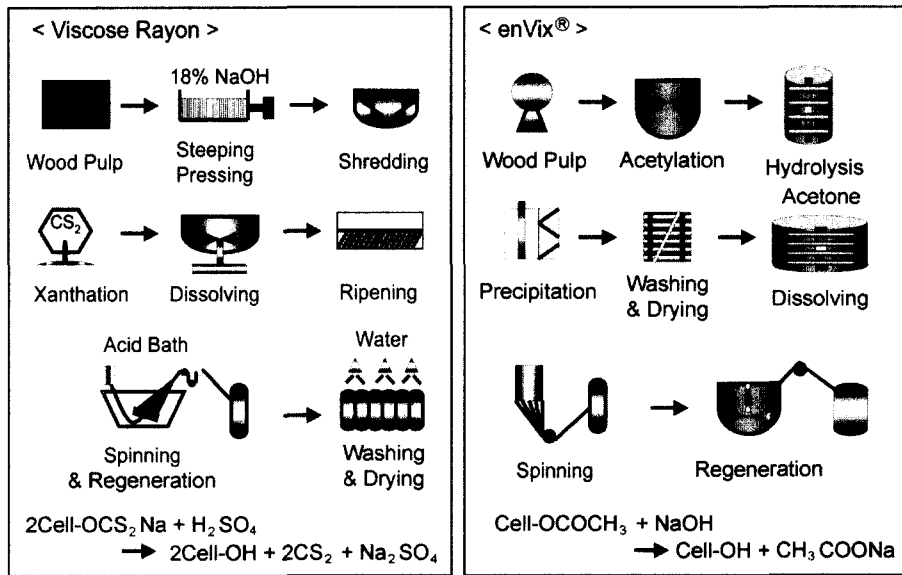 < Viscose Rayon >
18% NaOH
Wood Pulp
Steeping
Pressing
Shredding
CS2
Xanthation
Dissolving
Ripening
Acid Bath
Water
Spinning
& Regeneration
Washing
& Drying
2Cell-OCS2Na + H2SO4
→ 2Cell-OH + 2CS2 + Na2SO4
< enVix® >
Wood Pulp
Acetylation
Hydrolysis
Acetone
Precipitation
Washing
& Drying
Dissolving
Spinning
Regeneration
Cell-OCOCH3 + NaOH
→ Cell-OH + CH3COONa